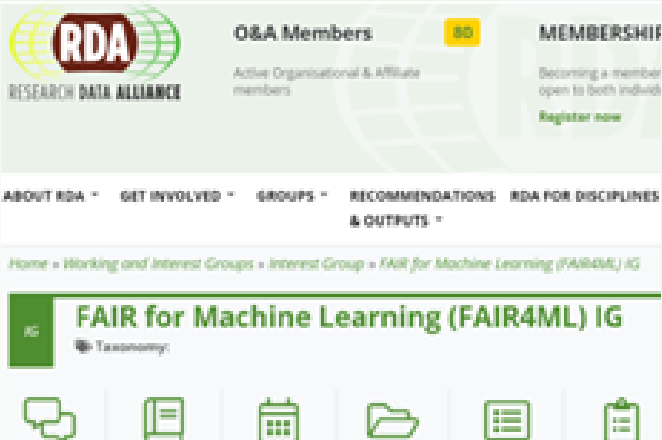 RDA
RESEARCH DATA ALLIANCE
O&A Members
80
Active Organisational & Affiliate
members
MEMBERSHIP
Becoming a member
open to both individ
Register now
ABOUT RDA
GET INVOLVED
GROUPS
RECOMMENDATIONS
& OUTPUTS
RDA FOR DISCIPLINES
Home » Working and Interest Groups » Interest Group » FAIR for Machine Learning (FAIR4ML) IG
IG
FAIR for Machine Learning (FAIR4ML) IG
Taxonomy: